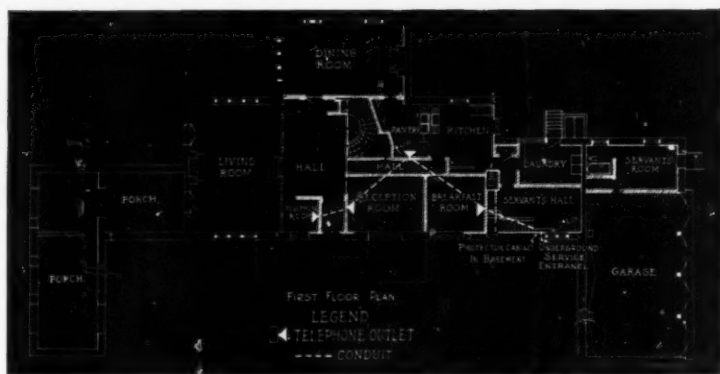 DINING
ROOM
PANTRY
KITCHEN
HALL
LAUNDRY
SERVANTS
ROOM
LIVING
ROOM
HALL
PORCH
RECEPTION
ROOM
BREAKFAST
ROOM
SERVANTS HALL
ROOM
PORCH
PROTECTOR CABINET
IN BASEMENT
UNDERGROUND
SERVICE
ENTRANCE
GARAGE
FIRST FLOOR PLAN
LEGEND
TELEPHONE OUTLET
CONDUIT